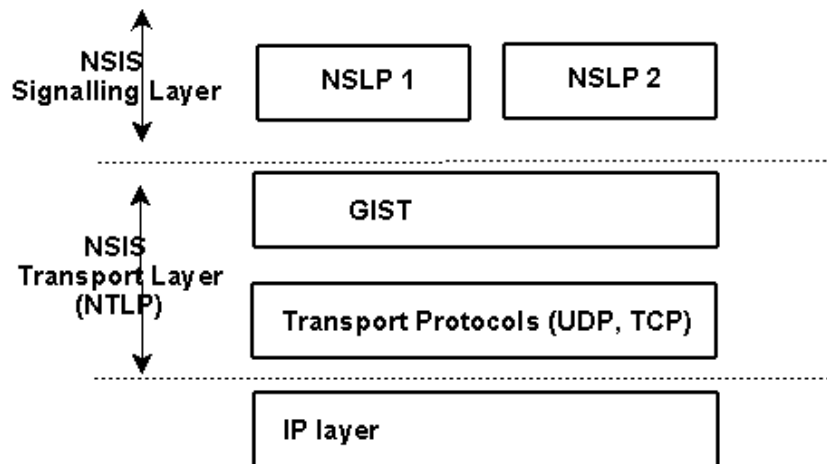 NSIS
Signalling Layer
NSLP 1
NSLP 2
NSIS
Transport Layer
(NTLP)
GIST
Transport Protocols (UDP, TCP)
IP layer